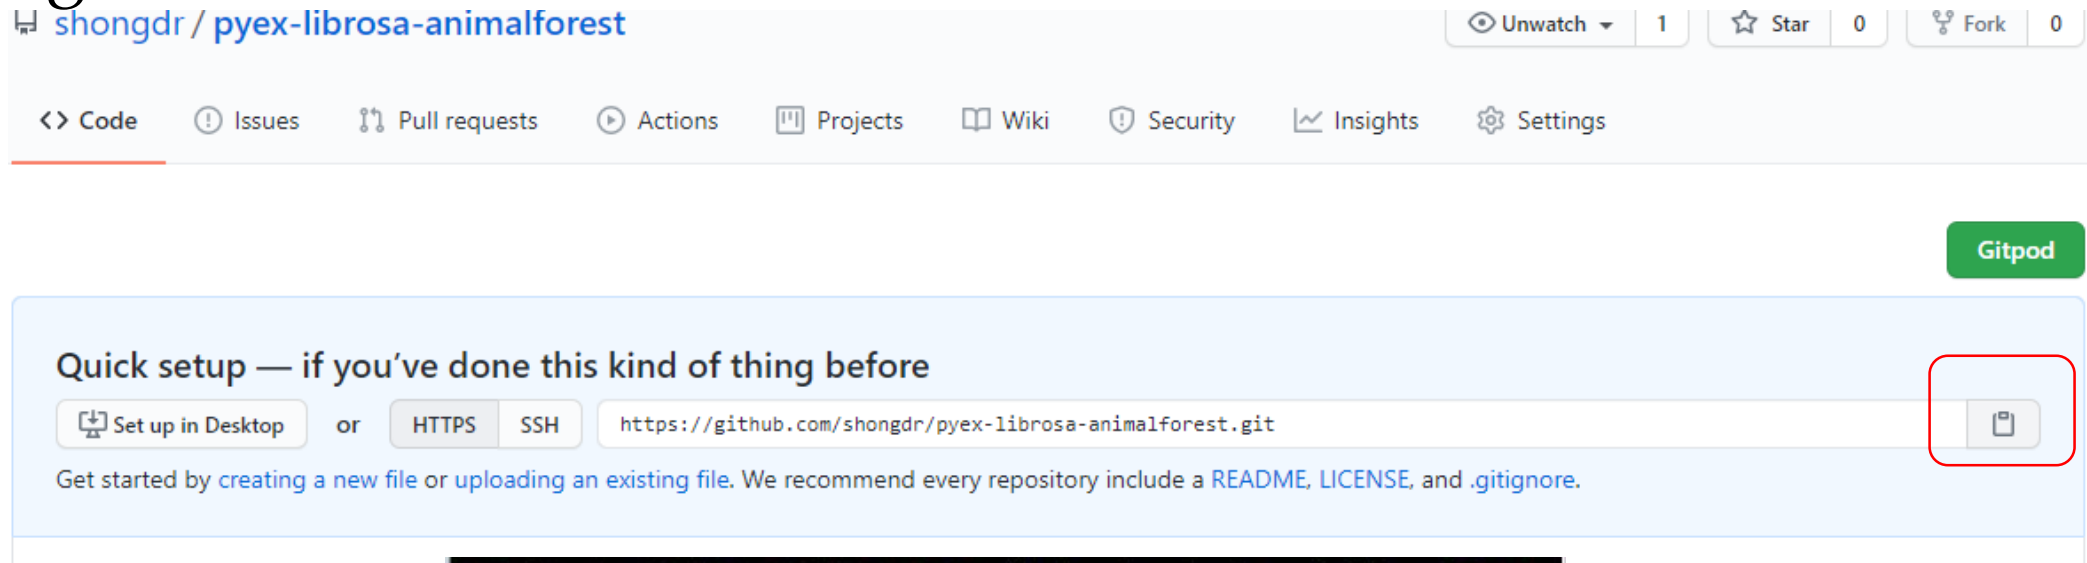 g
shongdr / pyex-librosa-animalforest
Unwatch 1 Star 0 Fork 0
Code Issues Pull requests Actions Projects Wiki Security Insights Settings
Gitpod
Quick setup — if you’ve done this kind of thing before
Set up in Desktop or HTTPS SSH https://github.com/shongdr/pyex-librosa-animalforest.git
Get started by creating a new file or uploading an existing file. We recommend every repository include a README, LICENSE, and .gitignore.